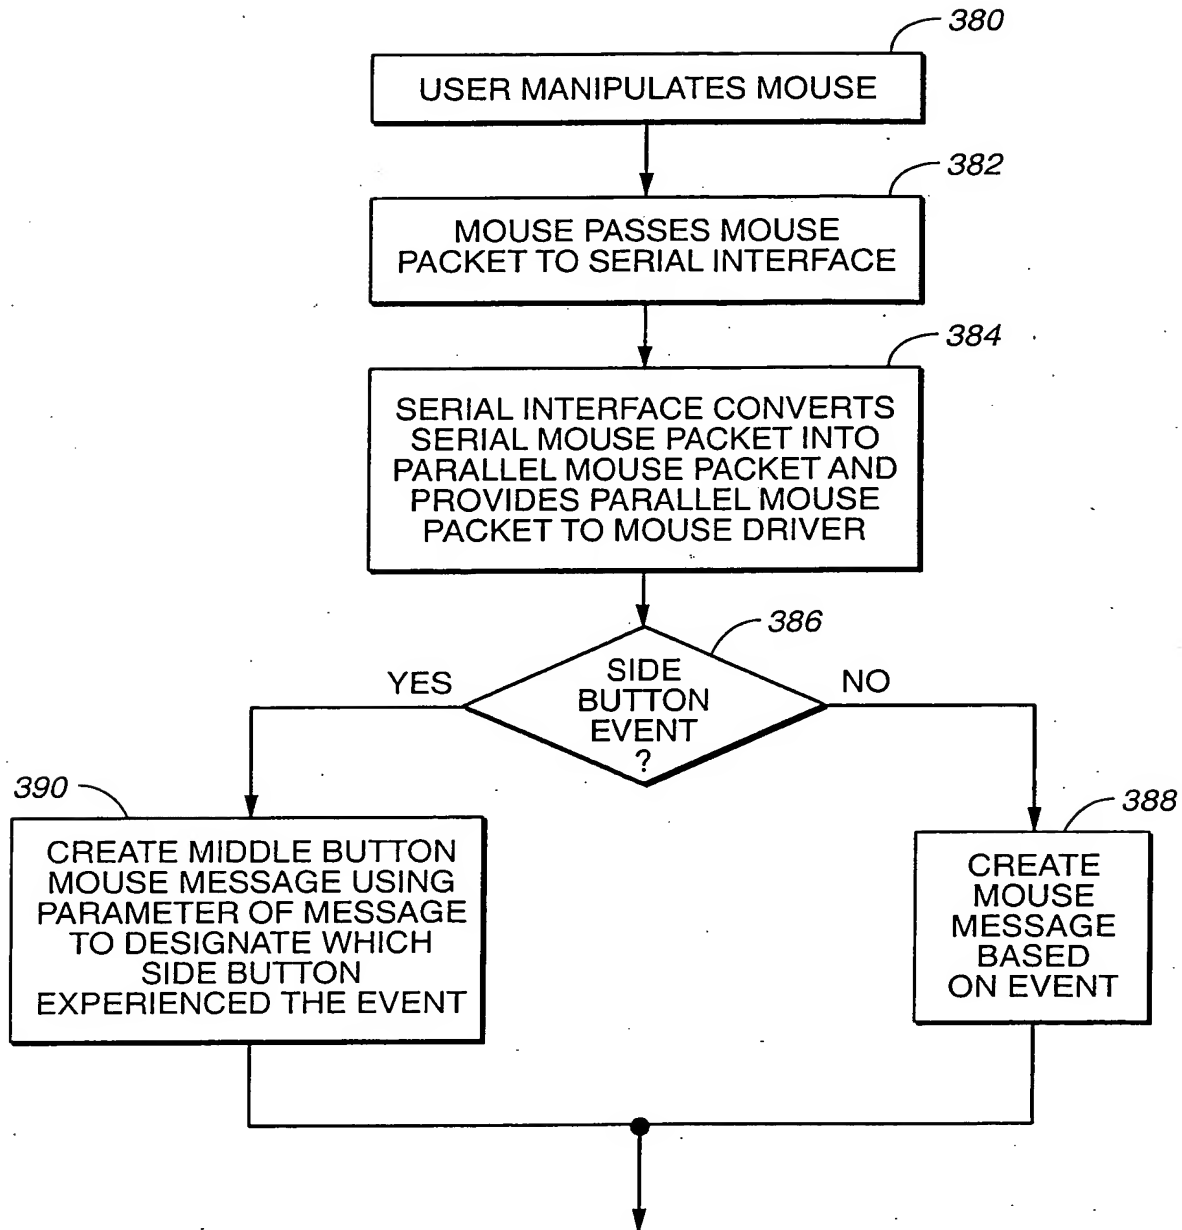 380
USER MANIPULATES MOUSE
382
MOUSE PASSES MOUSE
PACKET TO SERIAL INTERFACE
384
SERIAL INTERFACE CONVERTS
SERIAL MOUSE PACKET INTO
PARALLEL MOUSE PACKET AND
PROVIDES PARALLEL MOUSE
PACKET TO MOUSE DRIVER
386
SIDE
BUTTON
EVENT
?
YES
NO
390
CREATE MIDDLE BUTTON
MOUSE MESSAGE USING
PARAMETER OF MESSAGE
TO DESIGNATE WHICH
SIDE BUTTON
EXPERIENCED THE EVENT
388
CREATE
MOUSE
MESSAGE
BASED
ON EVENT